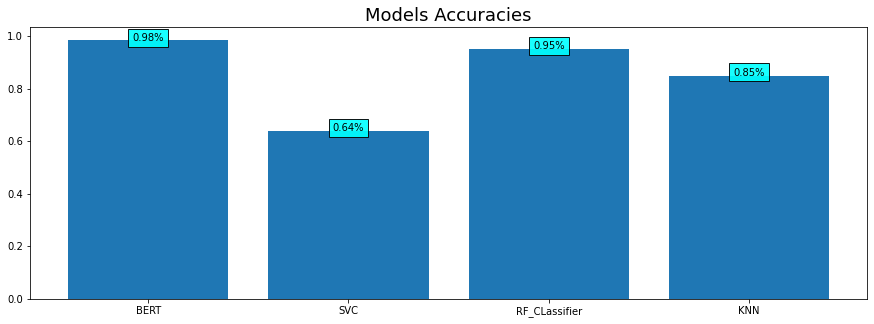 Models Accuracies
1.0
0.8
0.6
0.4
0.2
0.0
0.98%
0.64%
0.95%
0.85%
BERT
SVC
RF_CLassifier
KNN